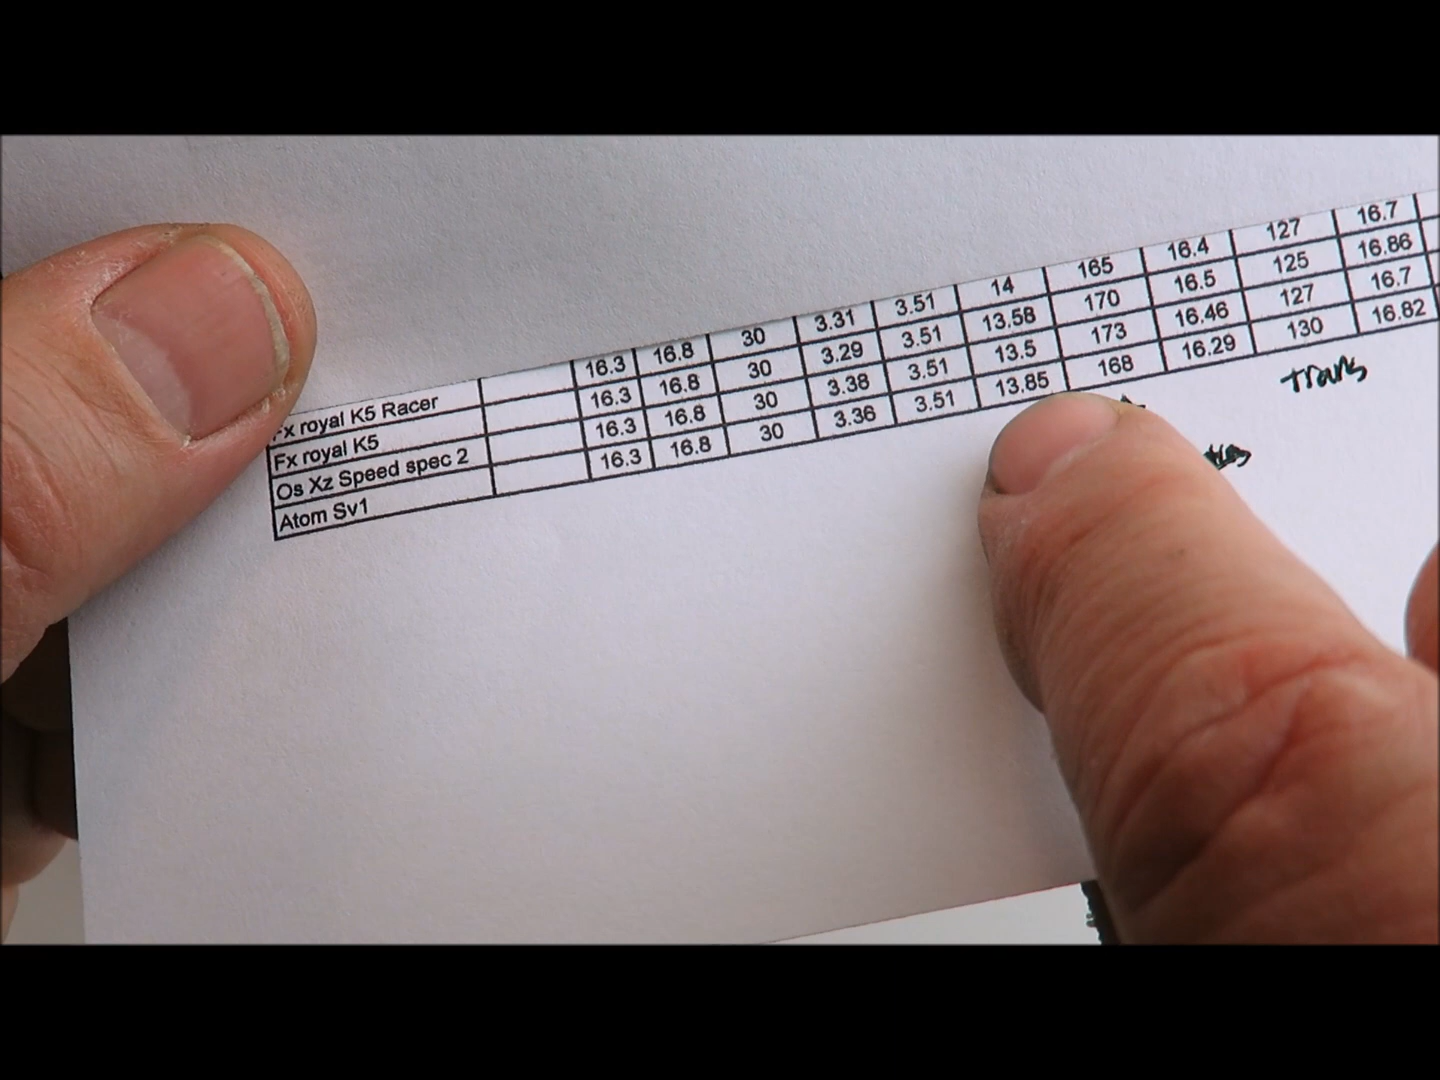 Fx royal K5 Racer 16.3 16.8 30 3.31 3.51 14 165 16.4 127 16.7
Fx royal K5 16.3 16.8 30 3.29 3.51 13.58 170 16.5 125 16.86
Os Xz Speed spec 2 16.3 16.8 30 3.38 3.51 13.5 173 16.46 127 16.7
Atom Sv1 16.3 16.8 30 3.36 3.51 13.85 168 16.29 130 16.82
Trans